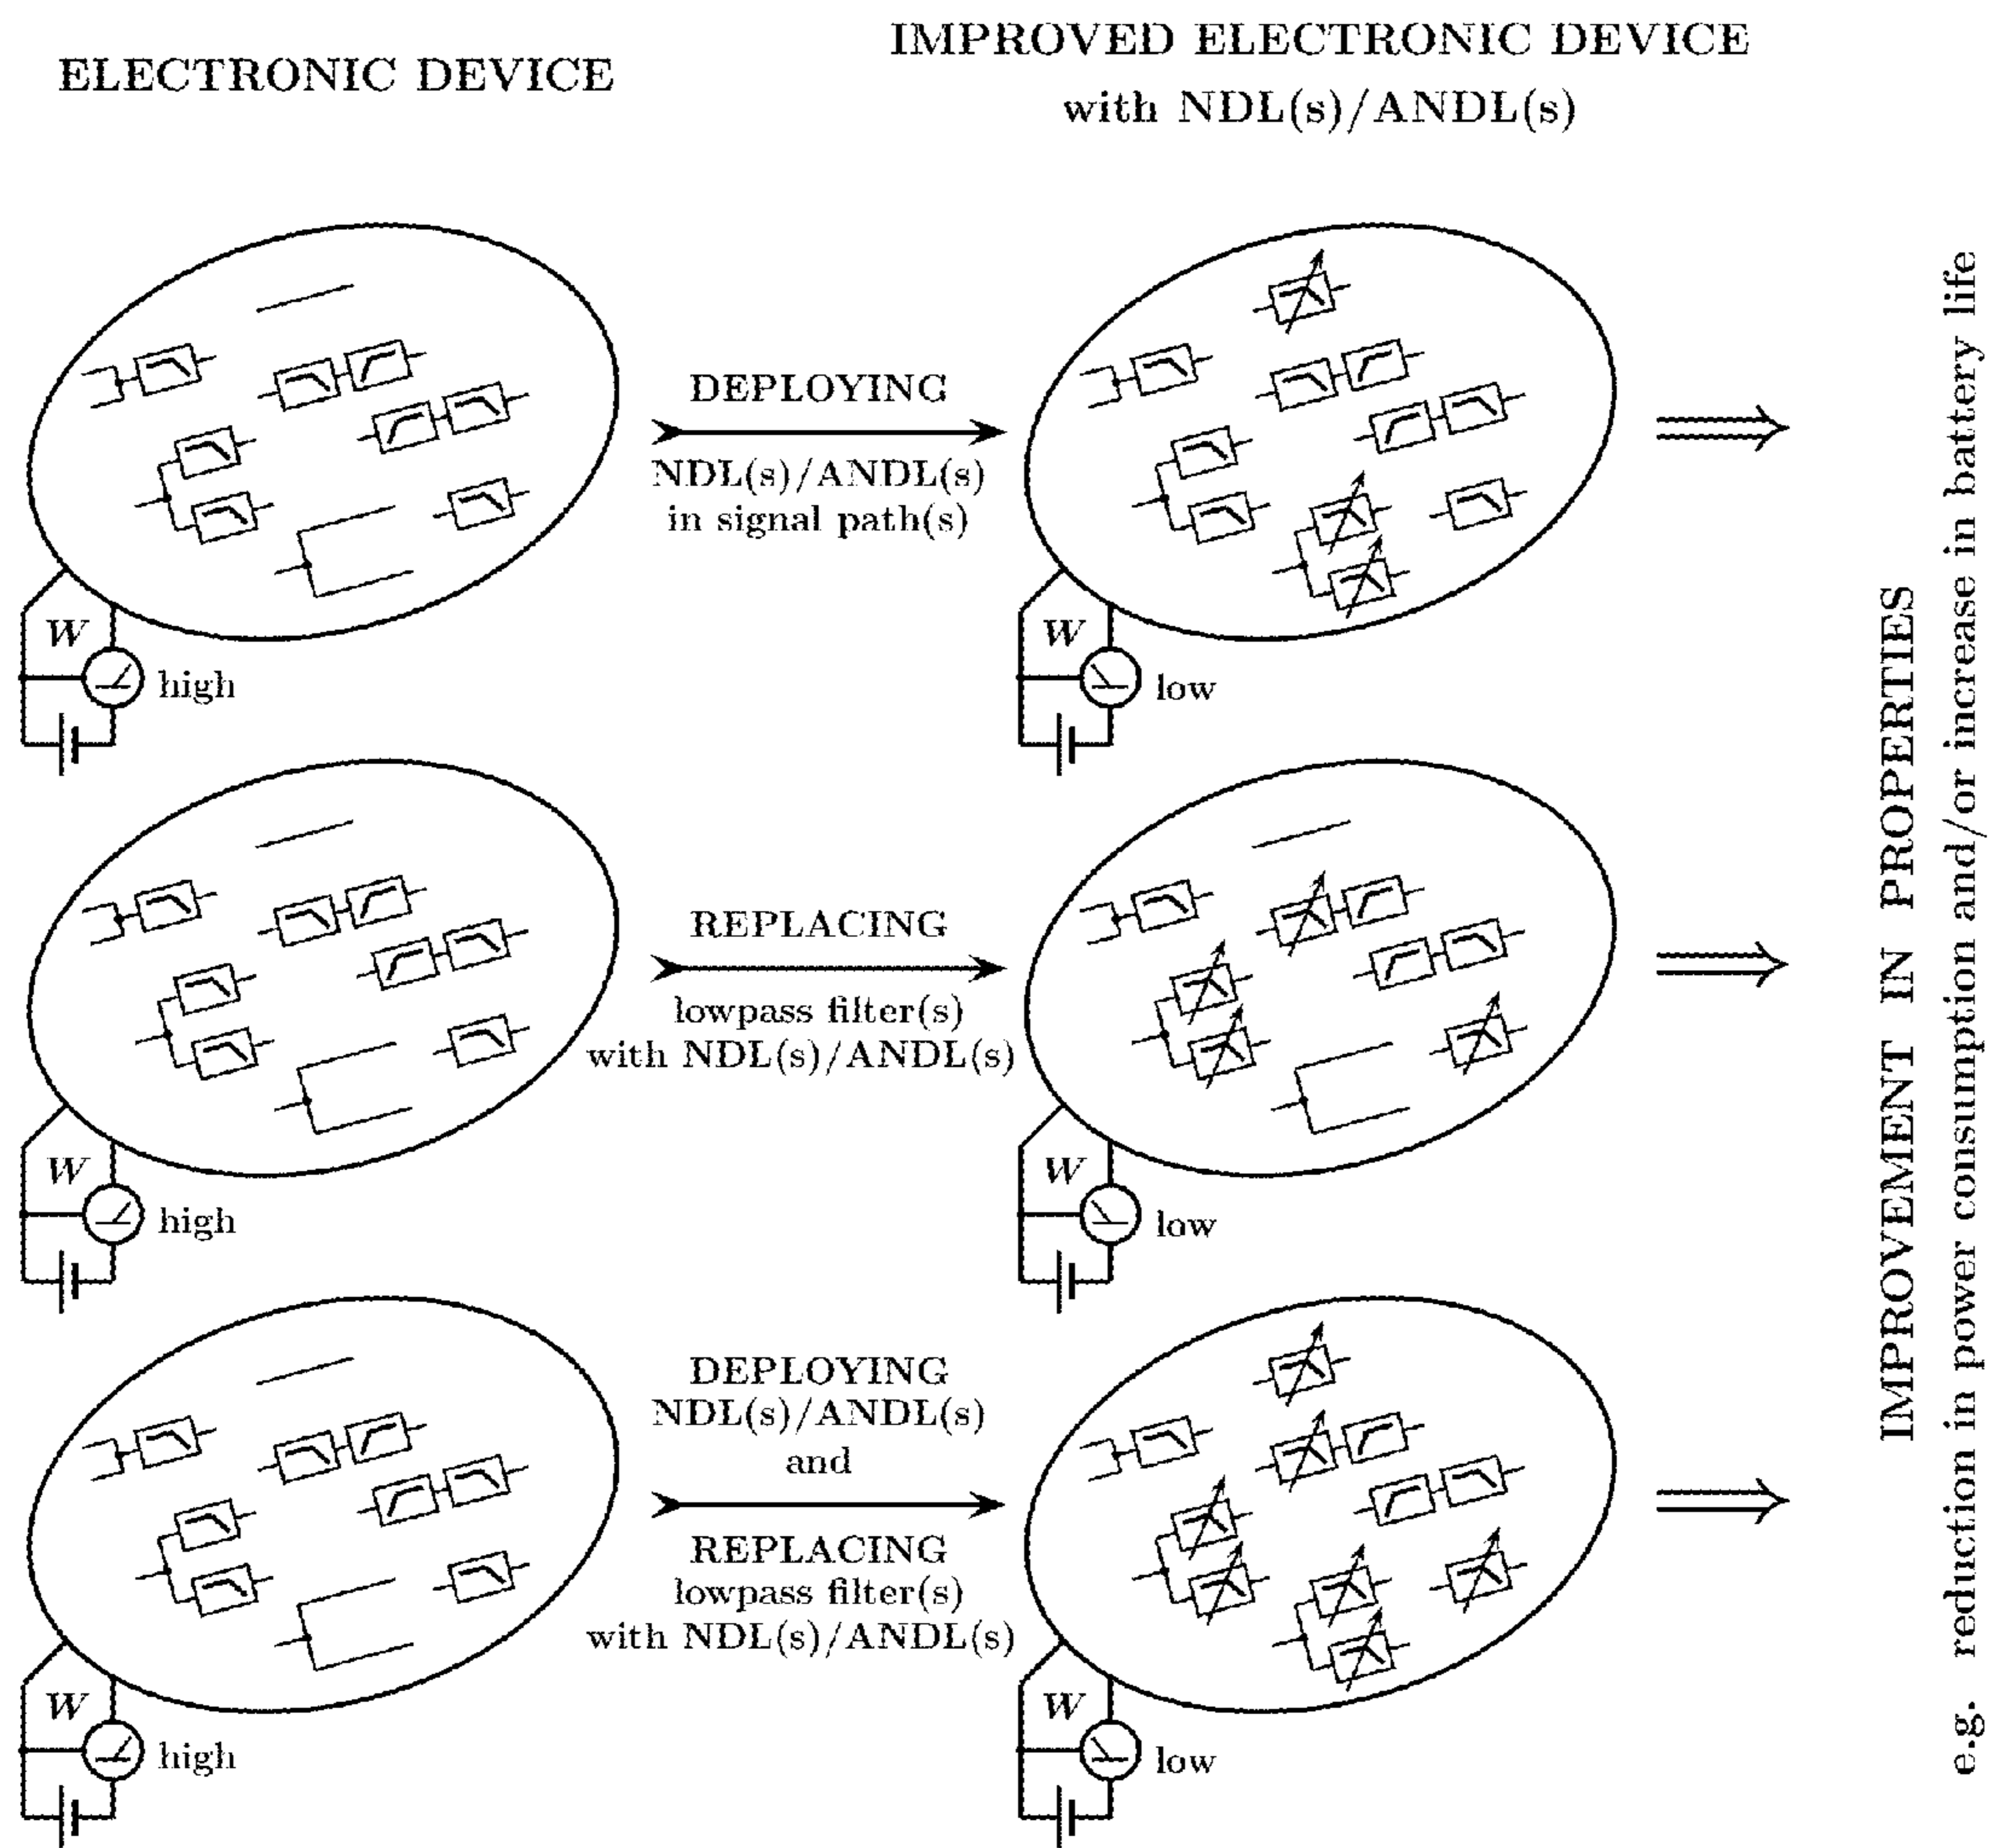 ELECTRONIC DEVICE
IMPROVED ELECTRONIC DEVICE
with NDL(s)/ANDL(s)
DEPLOYING
NDL(s)/ANDL(s)
in signal path(s)
W
high
W
low
REPLACING
lowpass filter(s)
with NDL(s)/ANDL(s)
W
high
W
low
DEPLOYING
NDL(s)/ANDL(s)
and
REPLACING
lowpass filter(s)
with NDL(s)/ANDL(s)
W
high
W
low
IMPROVEMENT IN PROPERTIES
e.g. reduction in power consumption and/or increase in battery life